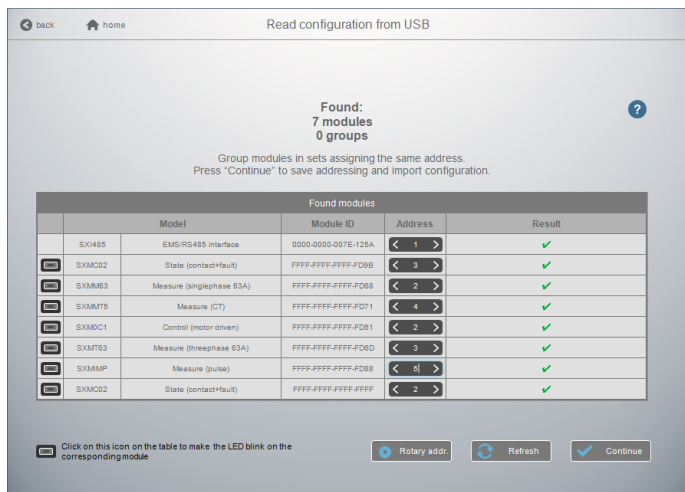 back home Read configuration from USB
Found:
7 modules
0 groups
?
Group modules in sets assigning the same address.
Press "Continue" to save addressing and import configuration.
Found modules
Model Module ID Address Result
SXI485 EMS/RS485 interface 0000-0000-007E-125A 1
SXMC02 State (contact+fault) FFFF-FFFF-FFFF-FD9B 3
SXMM63 Measure (singlephase 63A) FFFF-FFFF-FFFF-FD68 2
SXMMT5 Measure (CT) FFFF-FFFF-FFFF-FD71 4
SXM0C1 Control (motor driven) FFFF-FFFF-FFFF-FD51 2
SXMT63 Measure (threephase 63A) FFFF-FFFF-FFFF-FD6D 3
SXMIMP Measure (pulse) FFFF-FFFF-FFFF-FD88 5
SXMC02 State (contact+fault) FFFF-FFFF-FFFF-FFFF 2
Click on this icon on the table to make the LED blink on the
corresponding module
Rotary addr. Refresh Continue